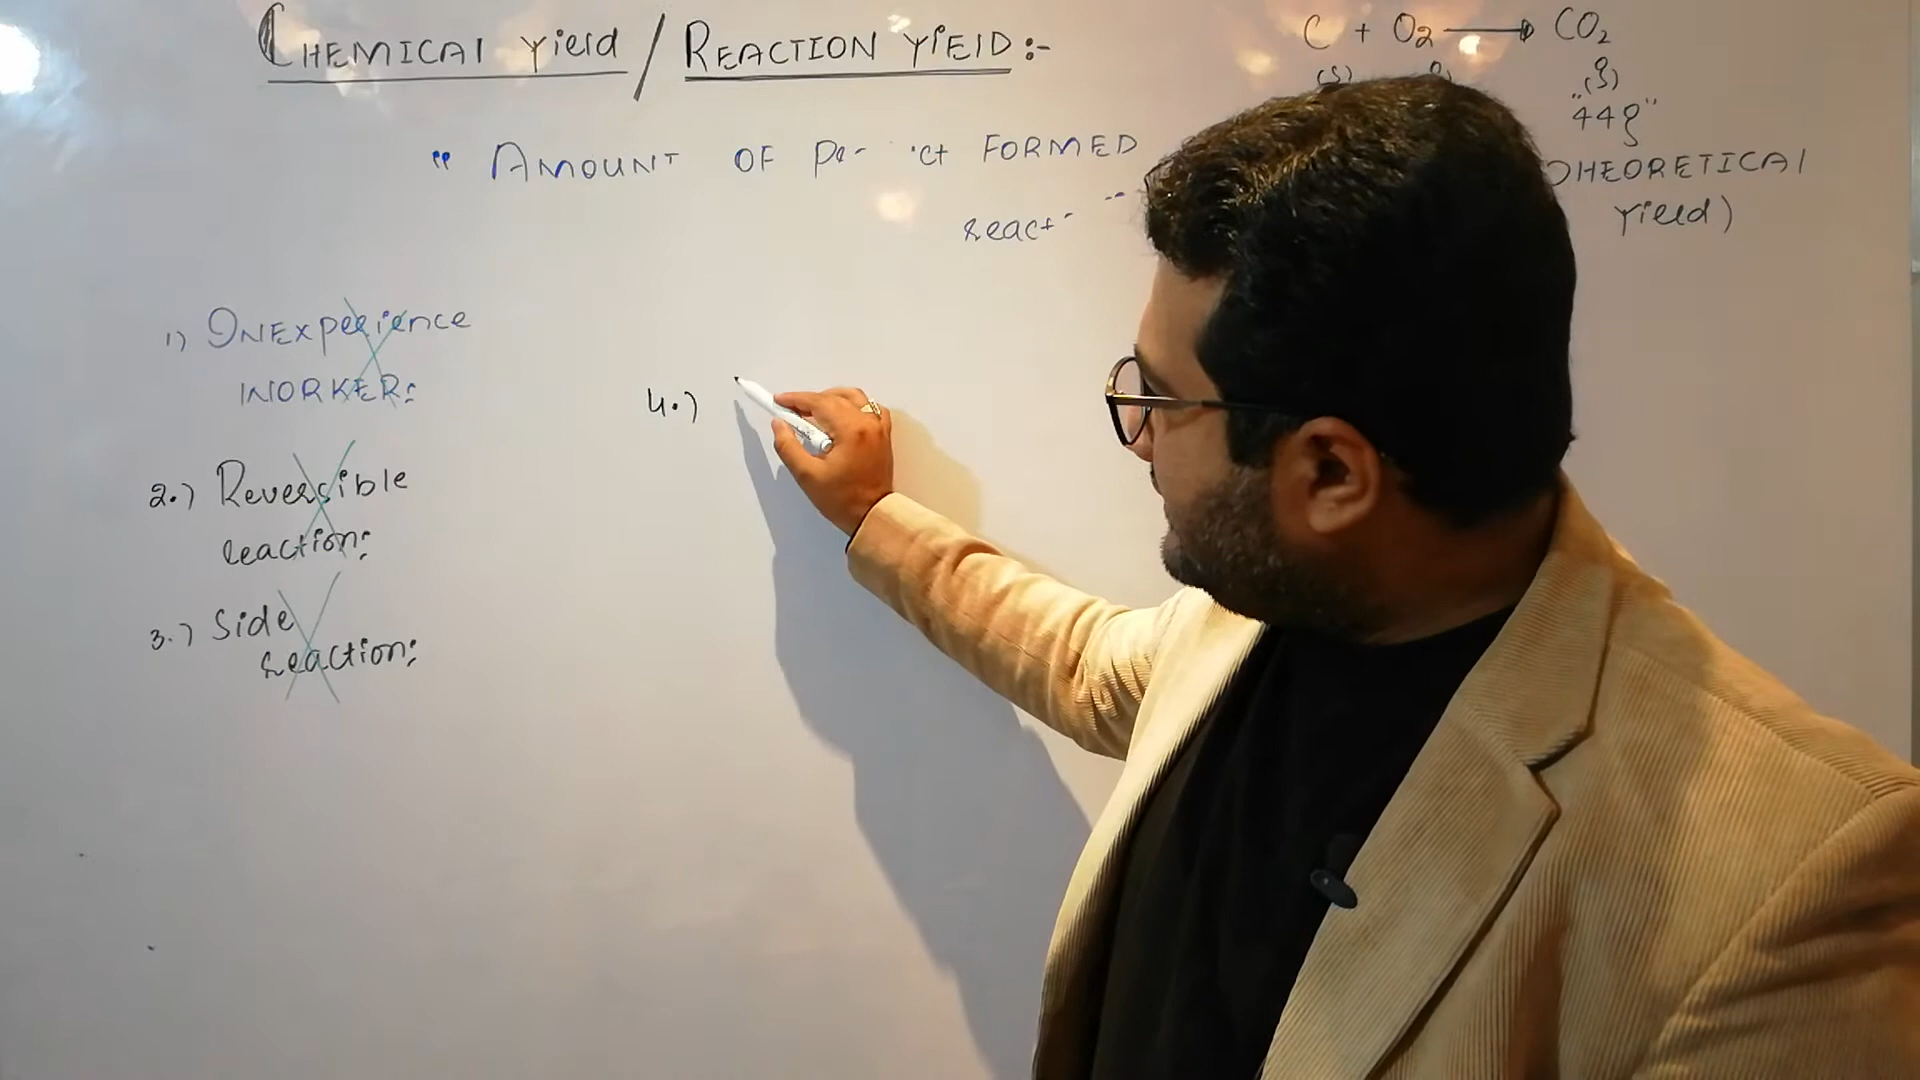 CHEMICAL Yield / REACTION YIELD:-
C + O2 → CO2
(s) (g)
"44g"
" AMOUNT OF FORMED
THEORETICAL
Yield)
1) INEXPerience
WORKER:
2.) Reversible
reaction:
3.) Side
reaction:
4.)